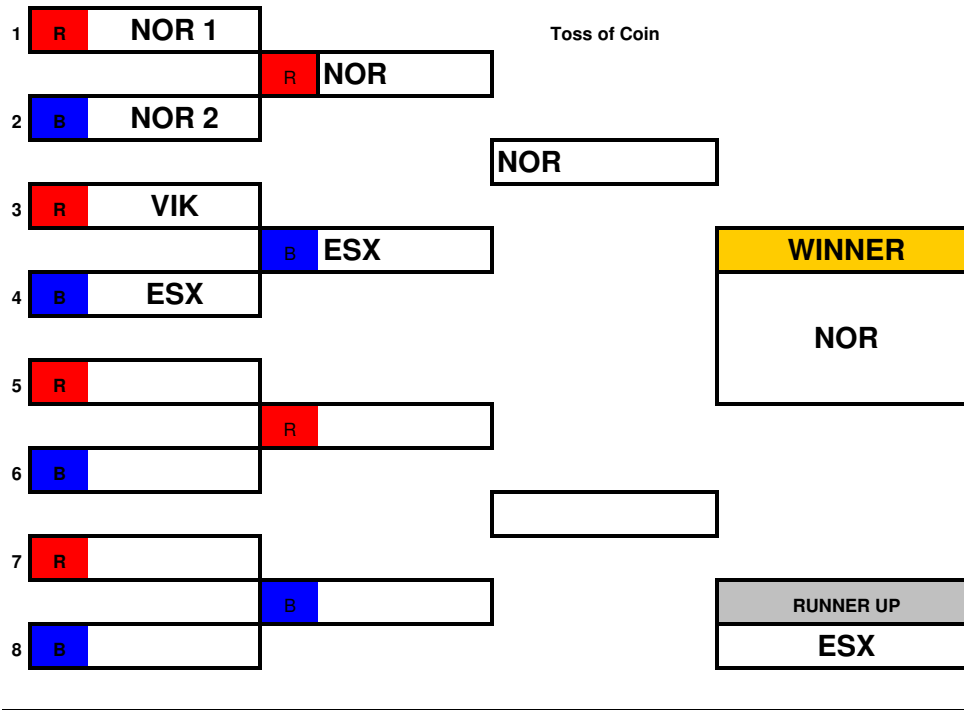 1 R NOR 1 Toss of Coin
R NOR
2 B NOR 2
NOR
3 R VIK
B ESX WINNER
4 B ESX
NOR
5 R
R
6 B
7 R
B RUNNER UP
8 B ESX